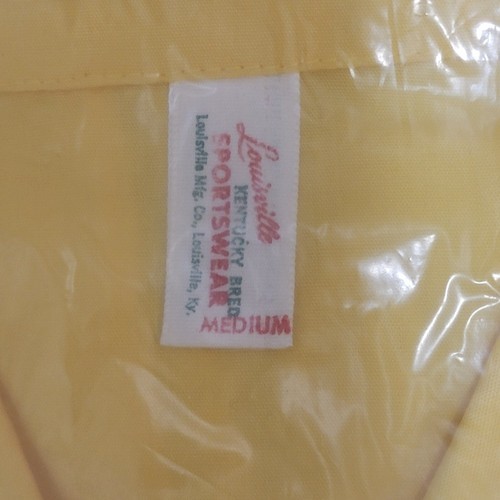 Louisville
KENTUCKY BRED
SPORTSWEAR
Louisville Mfg. Co., Louisville, Ky.
MEDIUM